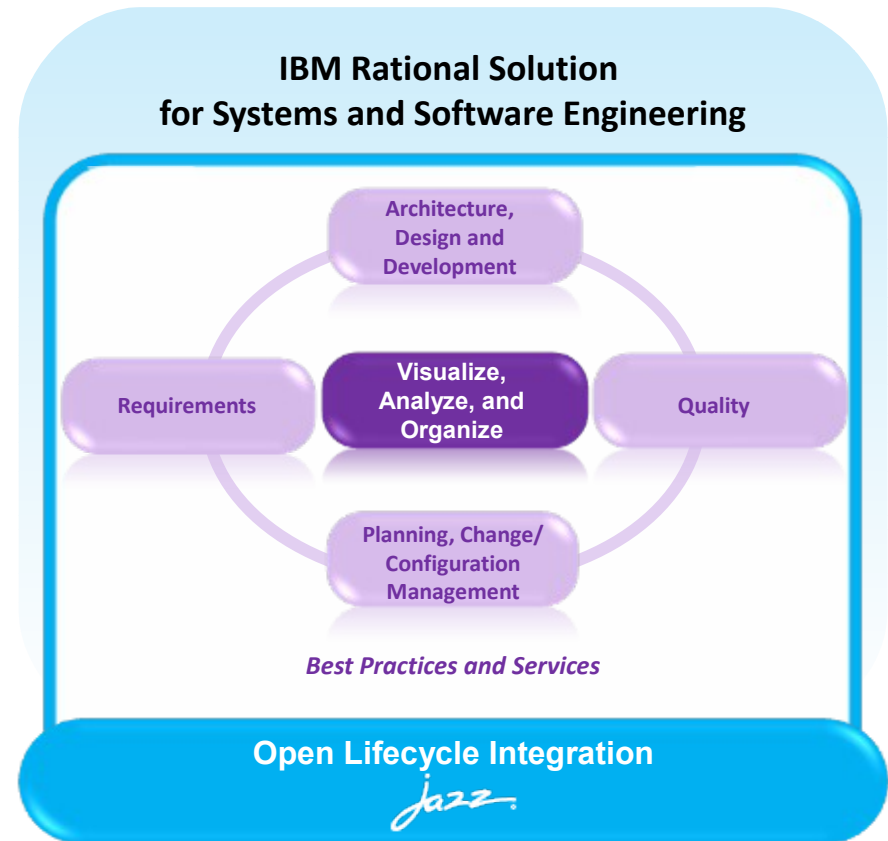 IBM Rational Solution
for Systems and Software Engineering
Architecture,
Design and
Development
Requirements
Visualize,
Analyze, and
Organize
Quality
Planning, Change/
Configuration
Management
Best Practices and Services
Open Lifecycle Integration
jazz